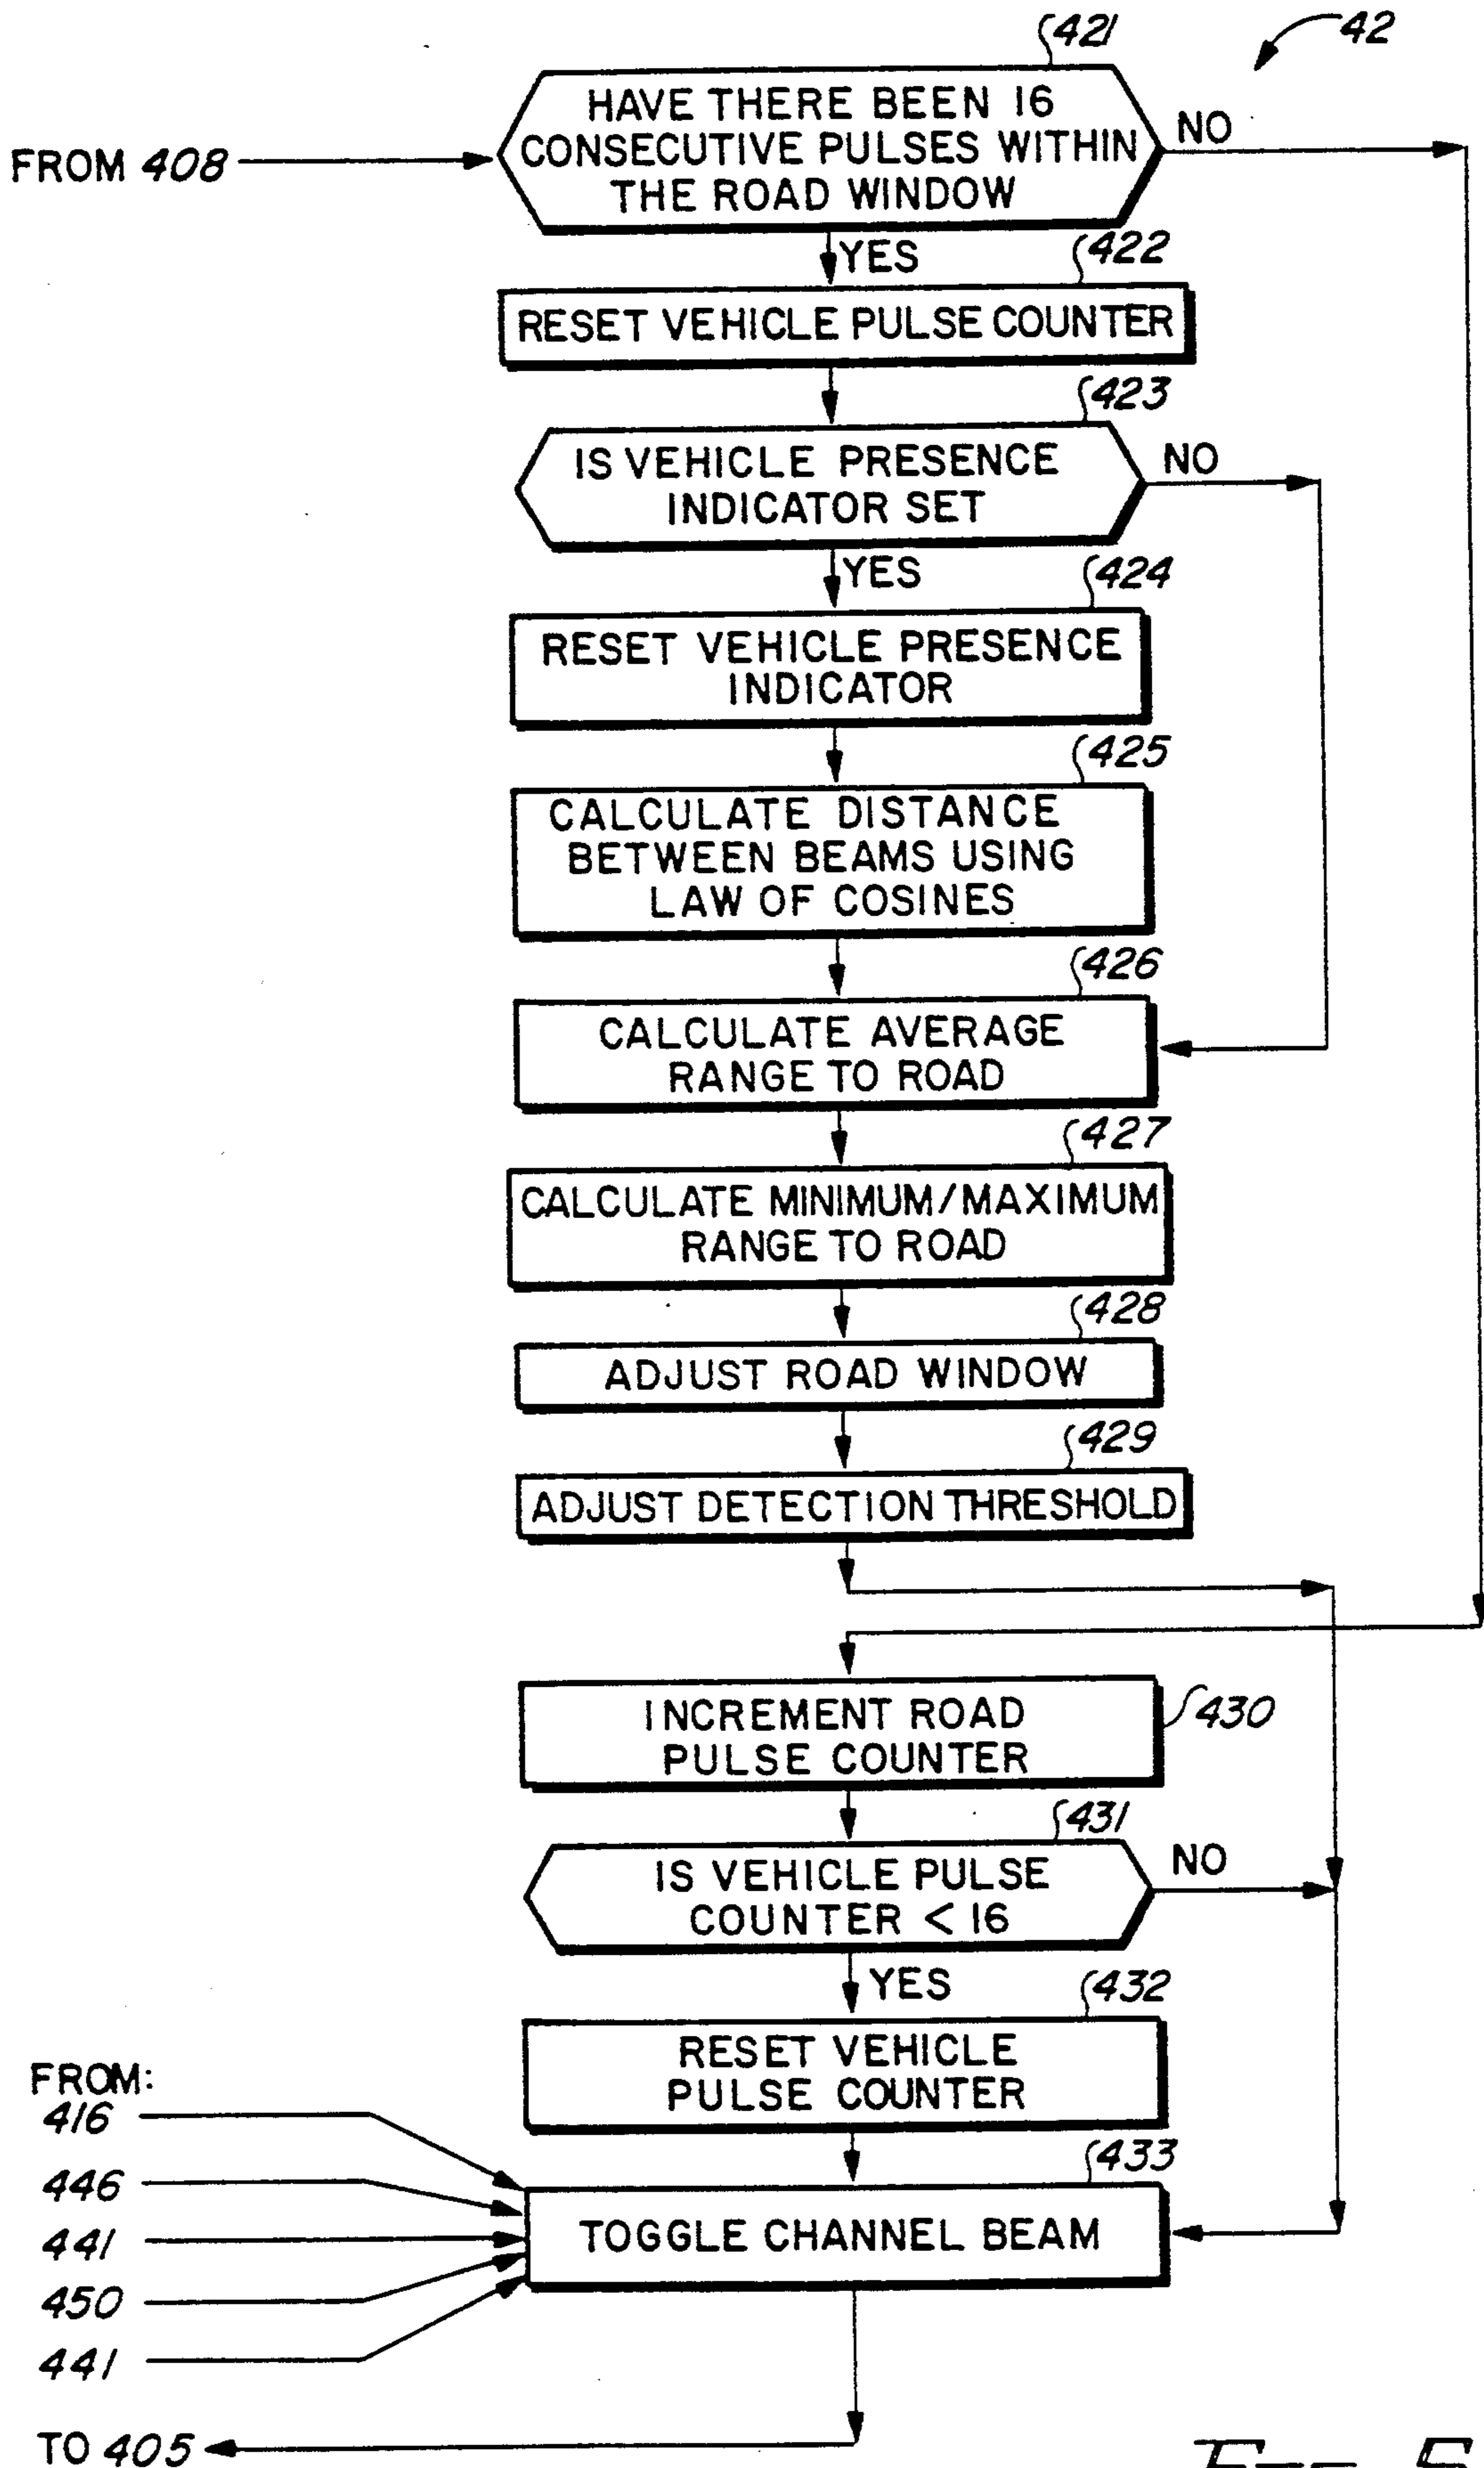 421
42
HAVE THERE BEEN 16
CONSECUTIVE PULSES WITHIN
THE ROAD WINDOW
NO
FROM 408
YES
422
RESET VEHICLE PULSE COUNTER
423
IS VEHICLE PRESENCE
INDICATOR SET
NO
YES
424
RESET VEHICLE PRESENCE
INDICATOR
425
CALCULATE DISTANCE
BETWEEN BEAMS USING
LAW OF COSINES
426
CALCULATE AVERAGE
RANGE TO ROAD
427
CALCULATE MINIMUM/MAXIMUM
RANGE TO ROAD
428
ADJUST ROAD WINDOW
429
ADJUST DETECTION THRESHOLD
INCREMENT ROAD
PULSE COUNTER
430
431
IS VEHICLE PULSE
COUNTER < 16
NO
YES
432
RESET VEHICLE
PULSE COUNTER
FROM:
416
446
441
450
441
433
TOGGLE CHANNEL BEAM
TO 405